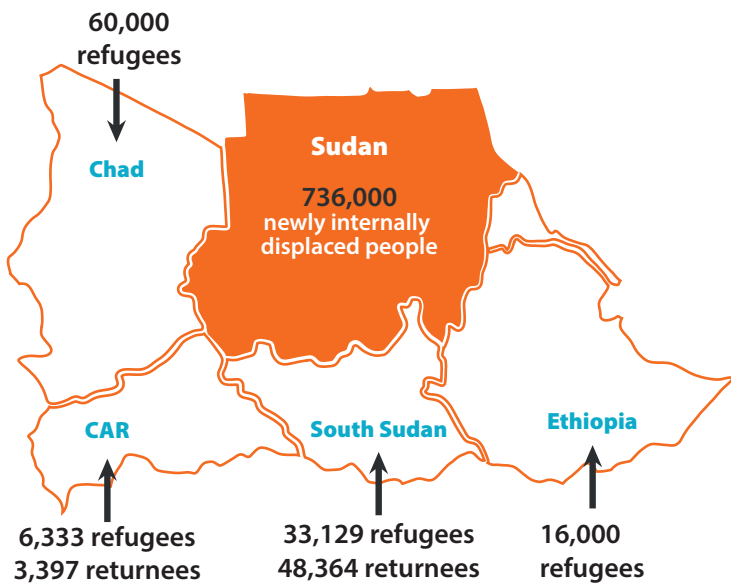 60,000
refugees
Chad
Sudan
736,000
newly internally
displaced people
CAR
South Sudan
Ethiopia
6,333 refugees
3,397 returnees
33,129 refugees
48,364 returnees
16,000
refugees